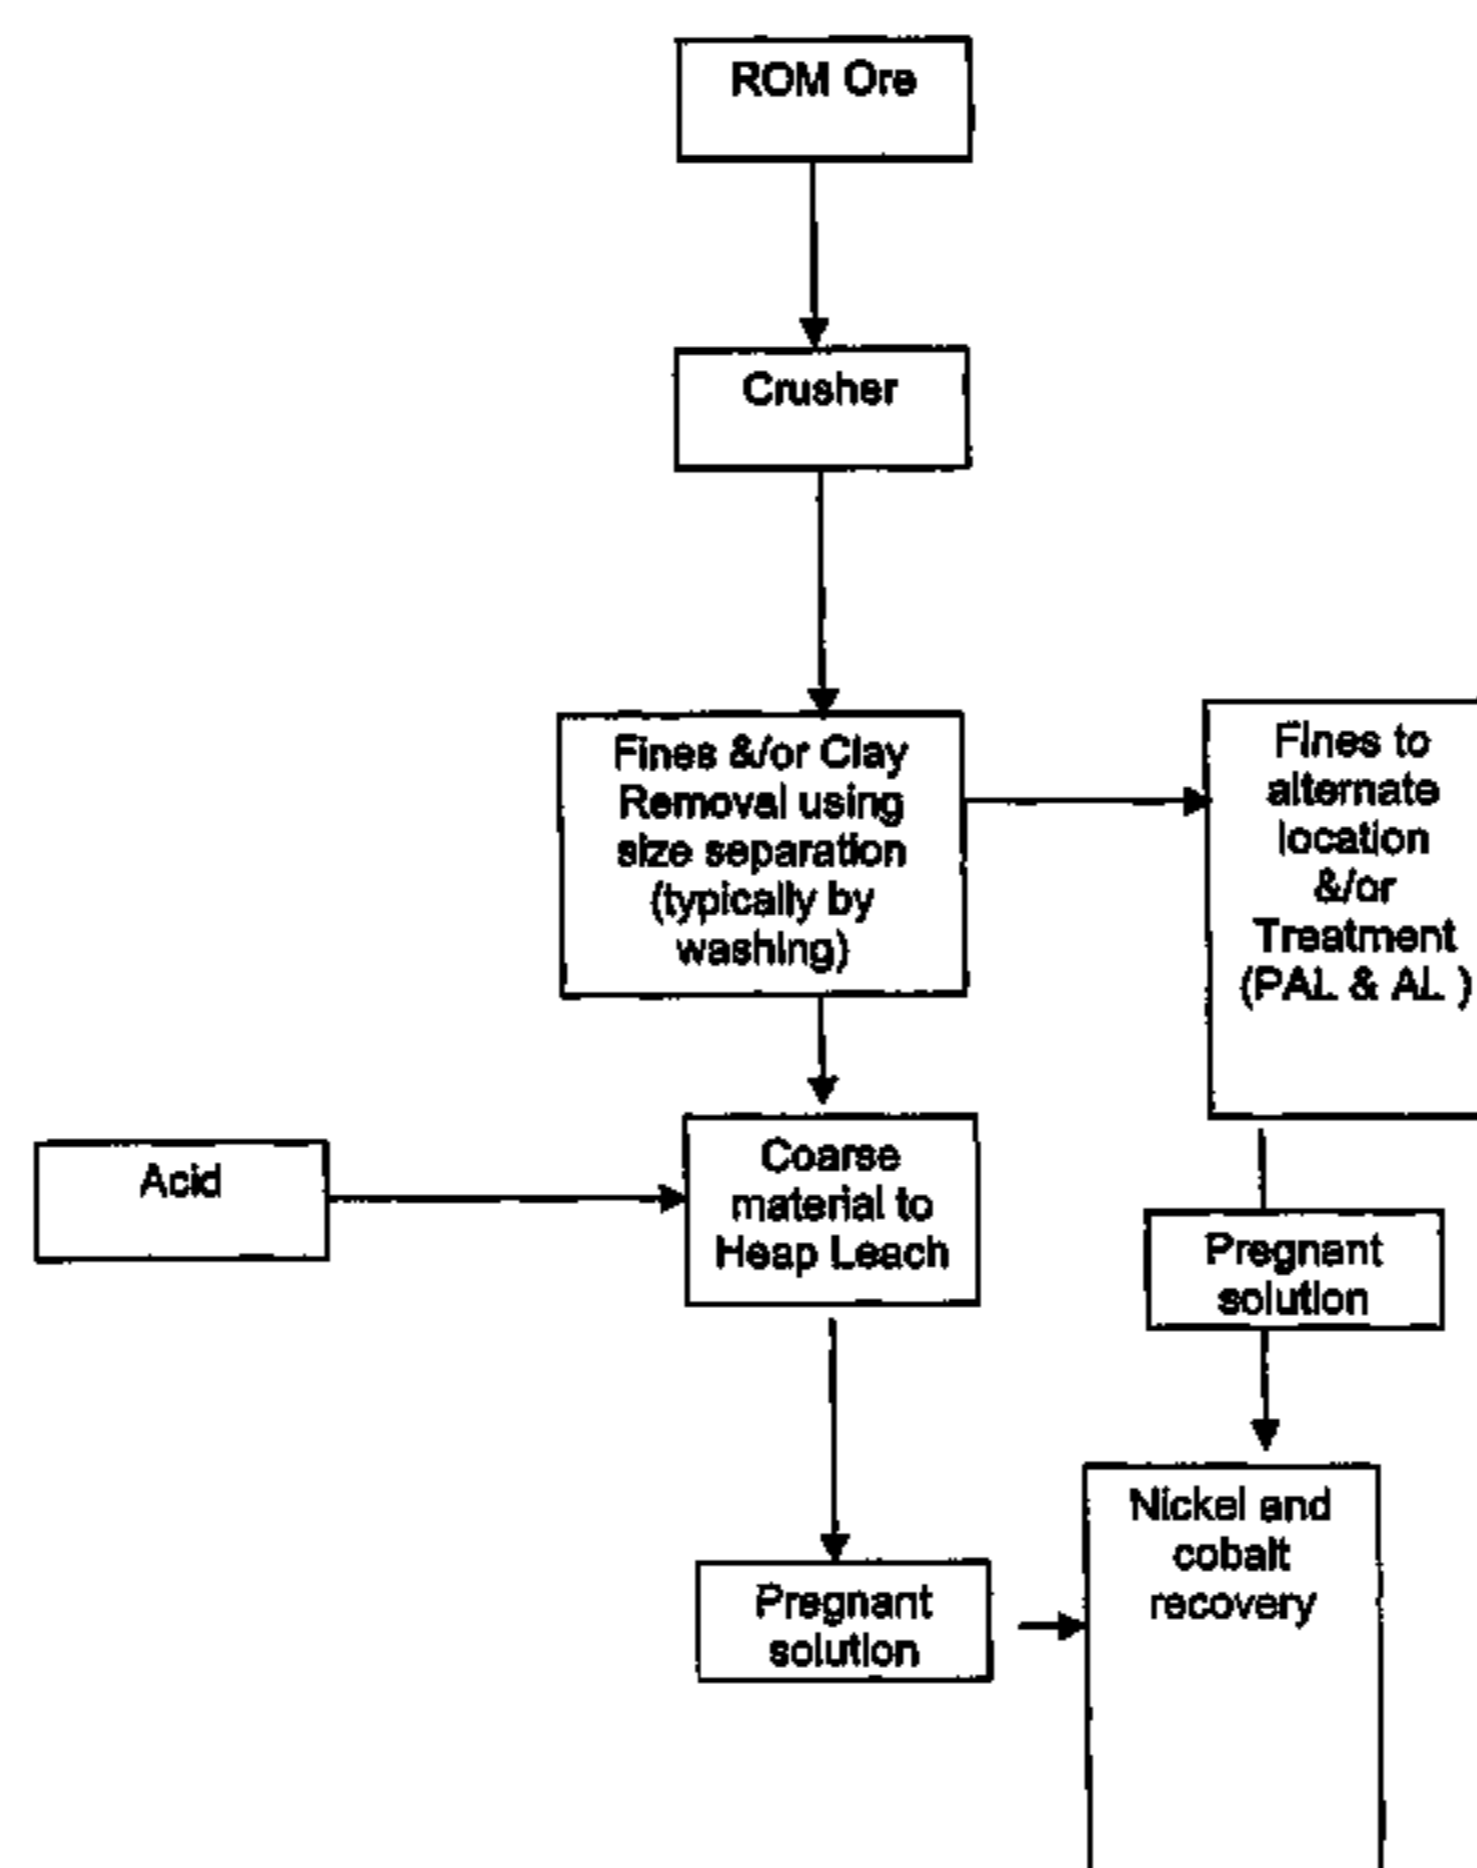 ROM Ore
Crusher
Fines &/or Clay
Removal using
size separation
(typically by
washing)
Fines to
alternate
location
&/or
Treatment
(PAL & AL )
Acid
Coarse
material to
Heap Leach
Pregnant
solution
Pregnant
solution
Nickel and
cobalt
recovery